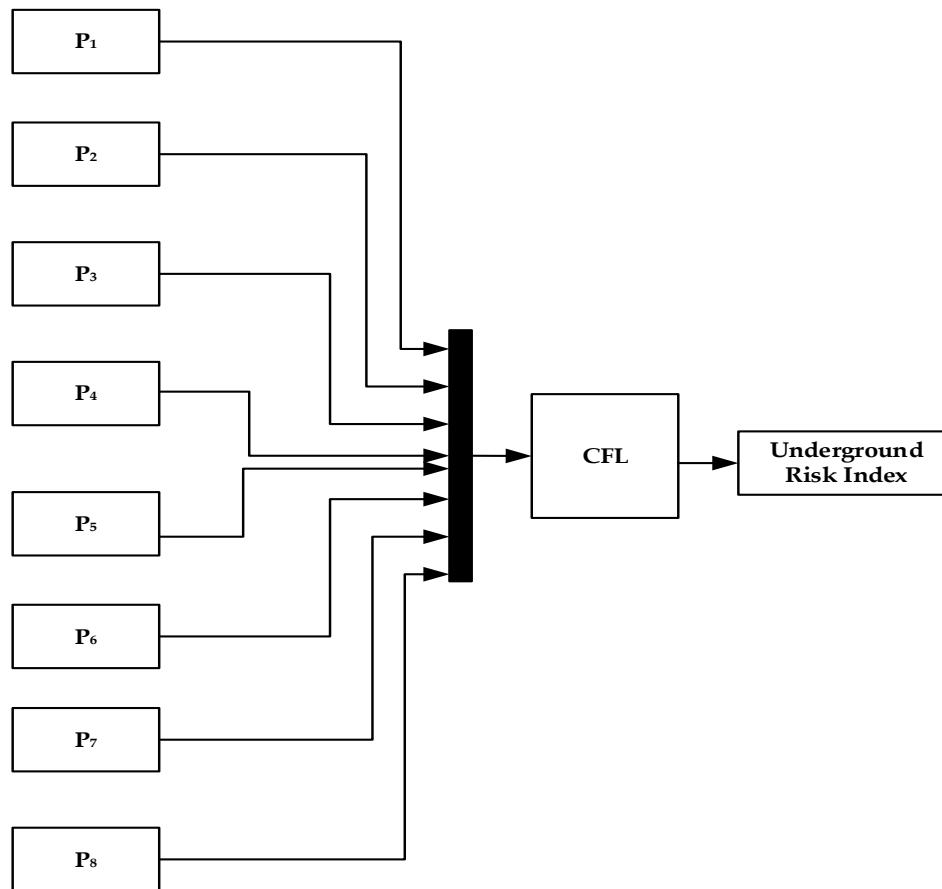 P₁
P₂
P₃
P₄
P₅
P₆
P₇
P₈
CFL
Underground
Risk Index